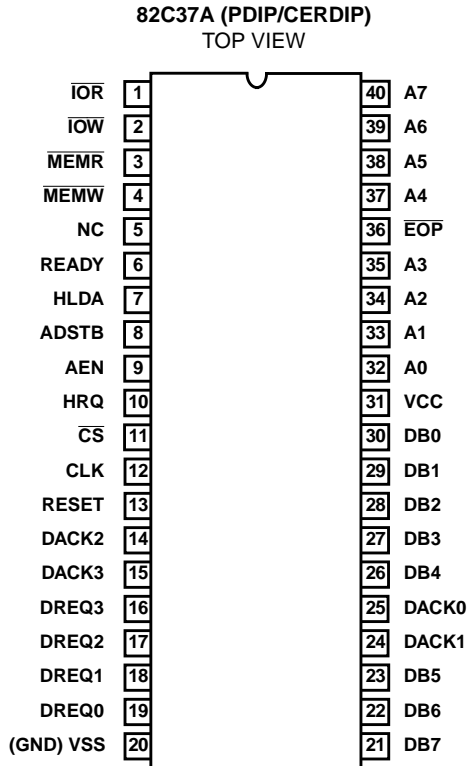 82C37A (PDIP/CERDIP)
TOP VIEW
IOR 1 40 A7
IOW 2 39 A6
MEMR 3 38 A5
MEMW 4 37 A4
NC 5 36 EOP
READY 6 35 A3
HLDA 7 34 A2
ADSTB 8 33 A1
AEN 9 32 A0
HRQ 10 31 VCC
CS 11 30 DB0
CLK 12 29 DB1
RESET 13 28 DB2
DACK2 14 27 DB3
DACK3 15 26 DB4
DREQ3 16 25 DACK0
DREQ2 17 24 DACK1
DREQ1 18 23 DB5
DREQ0 19 22 DB6
(GND) VSS 20 21 DB7